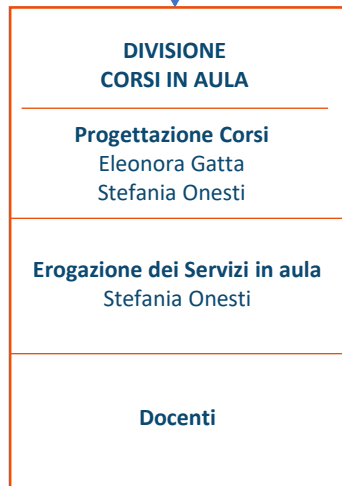 DIVISIONE
CORSI IN AULA
Progettazione Corsi
Eleonora Gatta
Stefania Onesti
Erogazione dei Servizi in aula
Stefania Onesti
Docenti